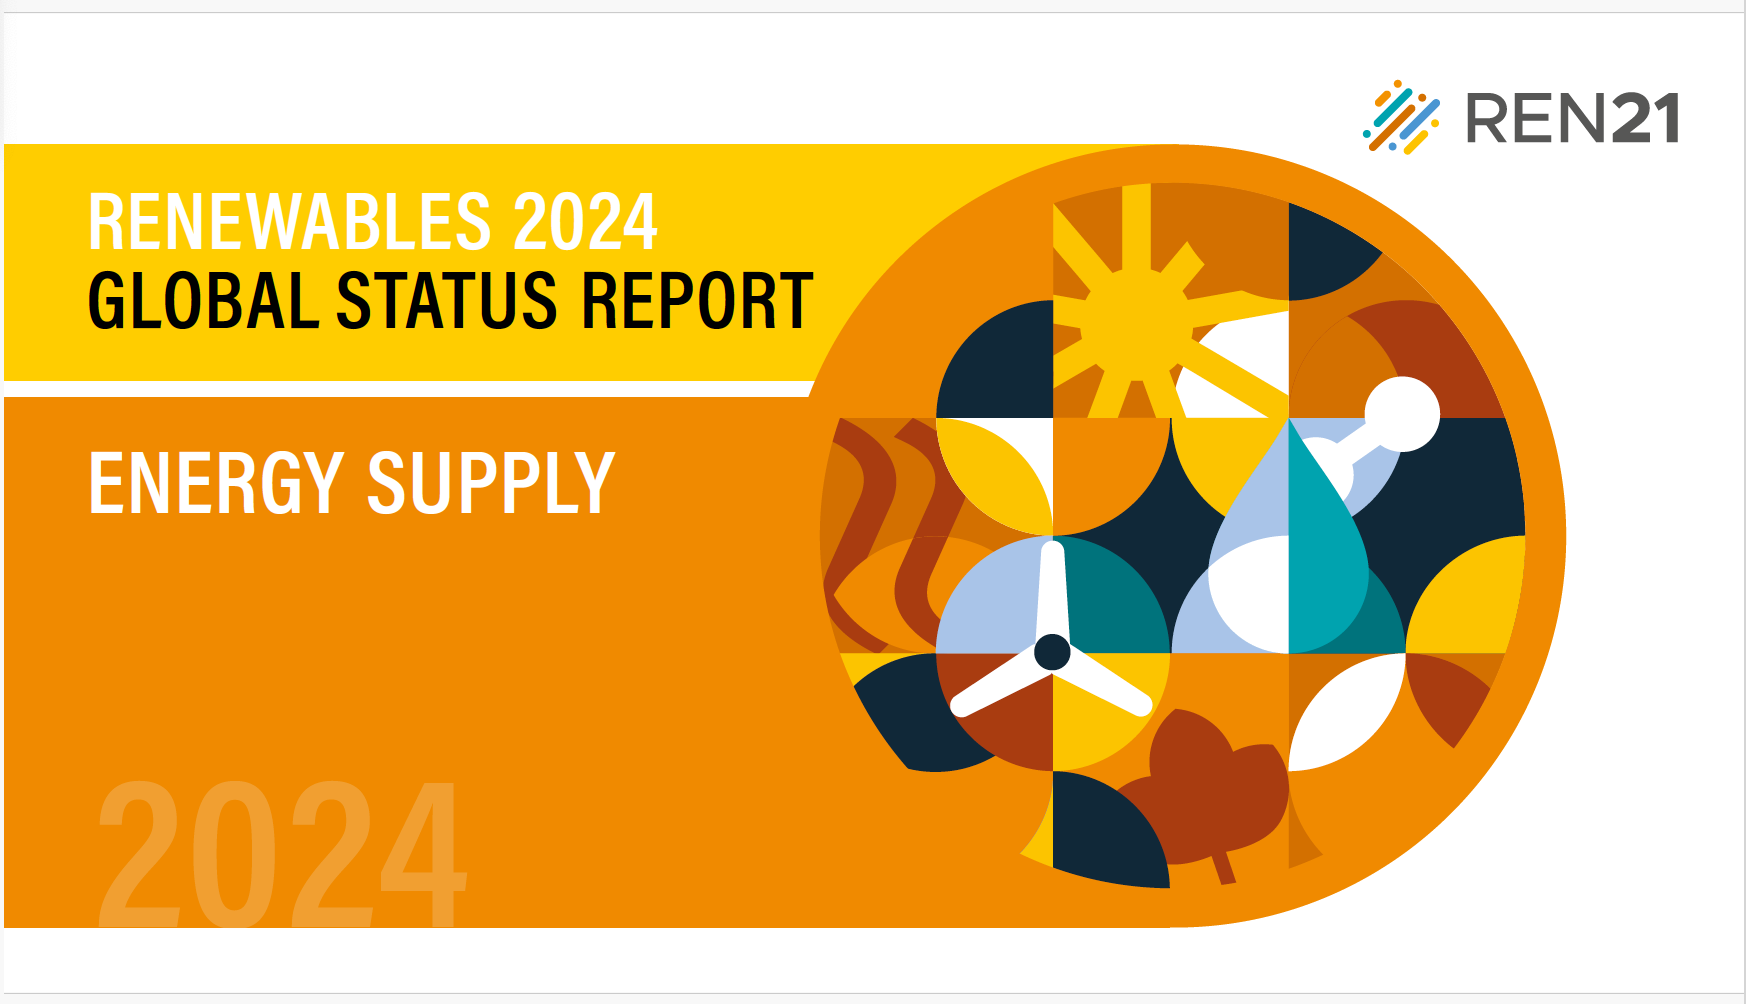 REN21
RENEWABLES 2024
GLOBAL STATUS REPORT
ENERGY SUPPLY
2024